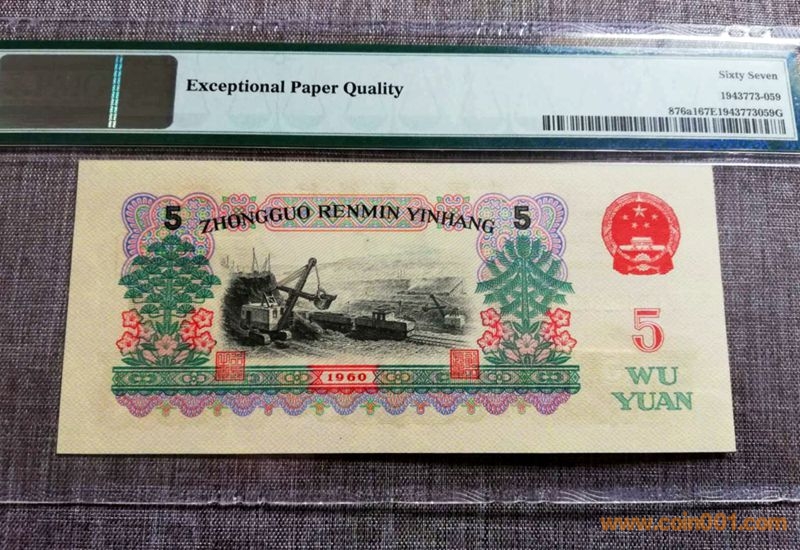 Exceptional Paper Quality
Sixty Seven
1943773-059
876a167E1943773059G
5 ZHONGGUO RENMIN YINHANG 5
5
1960
WU
YUAN
www.coin001.com